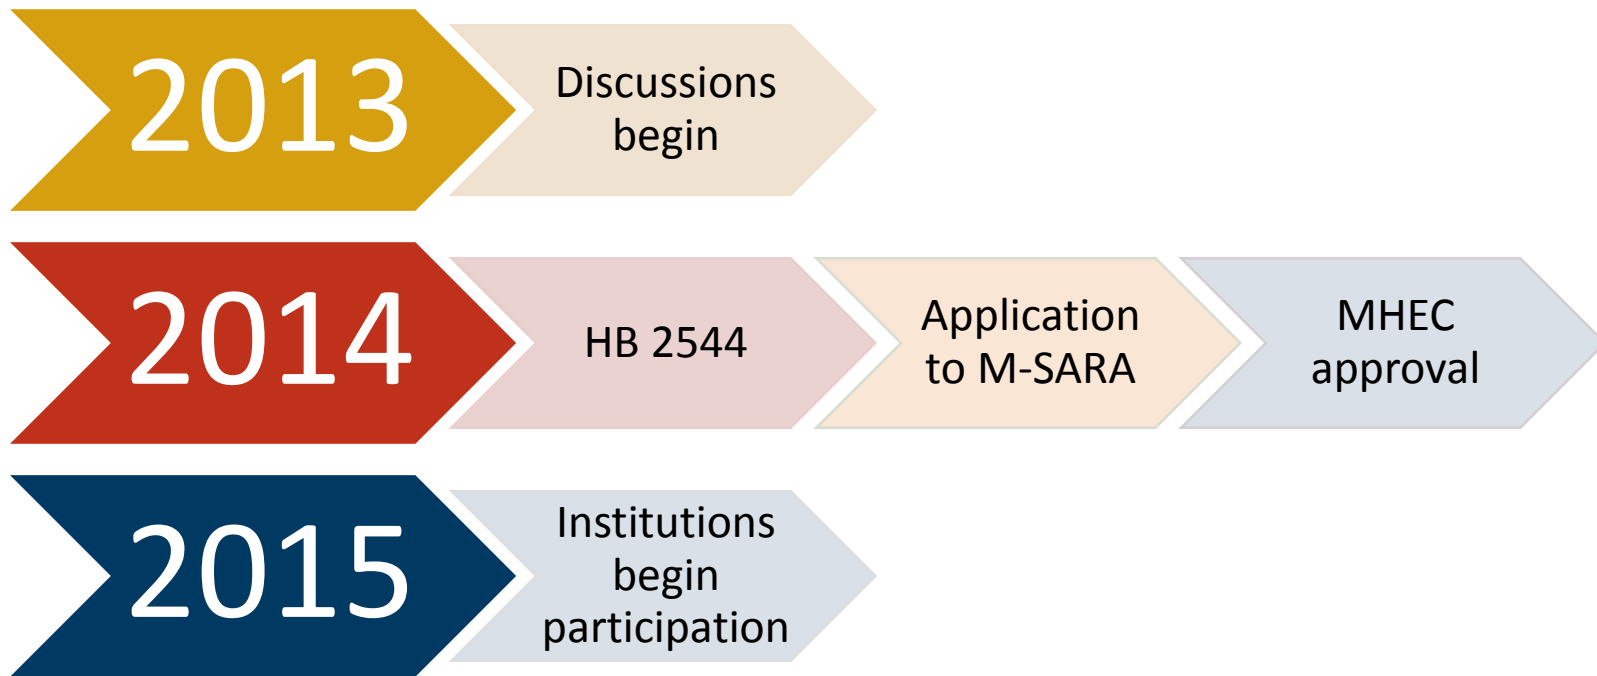 2013
Discussions
begin
2014
HB 2544
Application
to M-SARA
MHEC
approval
2015
Institutions
begin
participation